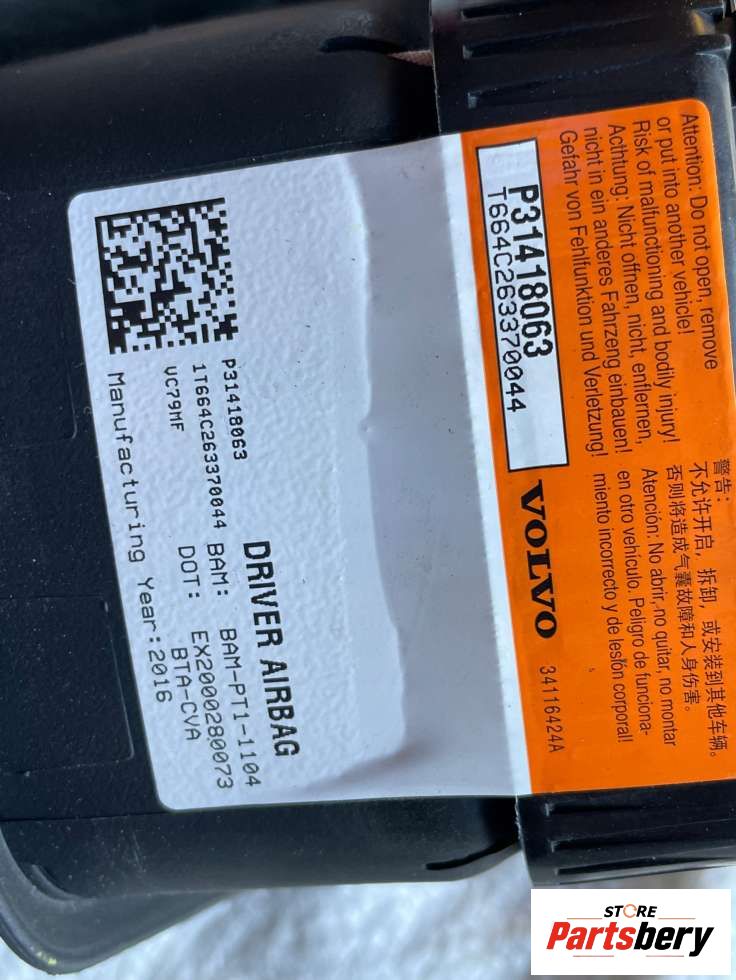 Attention: Do not open, remove
or put into another vehicle!
Risk of malfunctioning and bodily injury!
Acthtung: Nicht offnen, nicht, enflernen,
nicht in ein anderes Fahrzeng einbauen!
Gefahr von Fehlfunktion und Verletzung!
警告:
不允许开启, 拆卸, 或安装到其他车辆。
否则将造成气囊故障和人身伤害。
Atención: No abrir, no quitar, no montar
en otro vehículo. Peligro de funciona-
miento incorrecto y de lesión corporal!
P31418063
T664C263370044
VOLVO
34116424A
DRIVER AIRBAG
P31418063
1T664C263370044
VC79MF
BAM: BAM-PT1-1104
DOT: EX2000280073
BTA-CVA
Manufacturing Year:2016
STORE
Partsbery